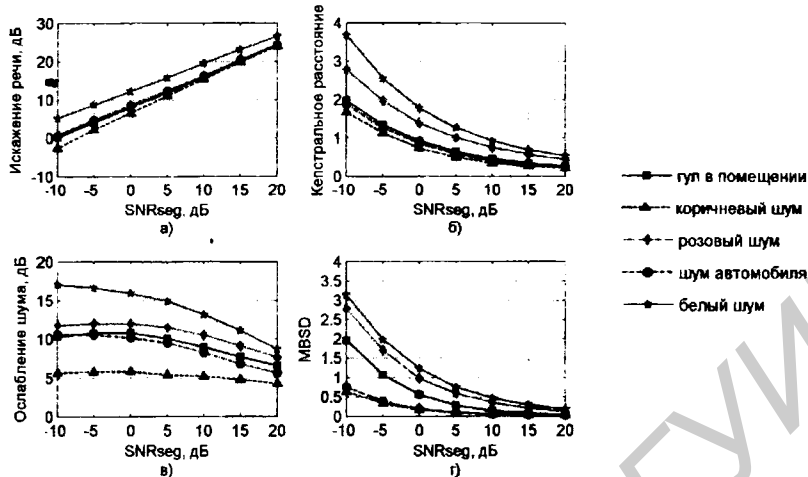 Искажение речи, дБ
30
20
10
0
-10
-10 -5 0 5 10 15 20
SNRseg, дБ
а)
Кепстральное расстояние
4
3
2
1
0
-10 -5 0 5 10 15 20
SNRseg, дБ
б)
Ослабление шума, дБ
20
15
10
5
0
-10 -5 0 5 10 15 20
SNRseg, дБ
в)
MBSD
4
3.5
3
2.5
2
1.5
1
0.5
0
-10 -5 0 5 10 15 20
SNRseg, дБ
г)
гул в помещении
коричневый шум
розовый шум
шум автомобиля
белый шум
ГУИ